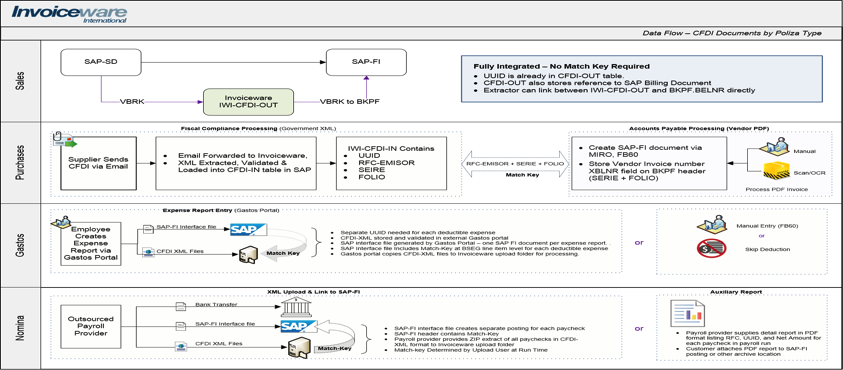 Invoiceware
International
Data Flow – CFDI Documents by Poliza Type
Sales
SAP-SD
SAP-FI
Invoiceware
IWI-CFDI-OUT
VBRK
VBRK to BKPF
Fully Integrated – No Match Key Required
UUID is already in CFDI-OUT table.
CFDI-OUT also stores reference to SAP Billing Document
Extractor can link between IWI-CFDI-OUT and BKPF.BELNR directly
Purchases
Fiscal Compliance Processing (Government XML)
Supplier Sends
CFDI via Email
Email Forwarded to Invoiceware,
XML Extracted, Validated &
Loaded into CFDI-IN table in SAP
IWI-CFDI-IN Contains
UUID
RFC-EMISOR
SEIRE
FOLIO
RFC-EMISOR + SERIE + FOLIO
Match Key
Accounts Payable Processing (Vendor PDF)
Create SAP-FI document via
MIRO, FB60
Store Vendor Invoice number
XBLNR field on BKPF header
(SERIE + FOLIO)
Manual
Scan/OCR
Process PDF Invoice
Gastos
Expense Report Entry (Gastos Portal)
Employee
Creates
Expense
Report via
Gastos Portal
SAP-FI Interface file
CFDI XML Files
SAP
Match Key
Separate UUID needed for each deductible expense
CFDI-XML stored and validated in external Gastos portal
SAP interface file generated by Gastos Portal – one SAP FI document per expense report.
SAP interface file includes Match-Key at BSEG line item level for each deductible expense
Gastos portal copies CFDI-XML files to Invoiceware upload folder for processing.
or
Manual Entry (FB60)
or
Skip Deduction
Nomina
XML Upload & Link to SAP-FI
Outsourced
Payroll
Provider
Bank Transfer
SAP-FI Interface file
CFDI XML Files
SAP
Match-Key
SAP-FI interface file creates separate posting for each paycheck
SAP-FI header contains Match-Key
Payroll provider provides ZIP extract of all paychecks in CFDI-
XML format to Invoiceware upload folder
Match-key Determined by Upload User at Run Time
or
Auxiliary Report
Payroll provider supplies detail report in PDF
format listing RFC, UUID, and Net Amount for
each paycheck in payroll run
Customer attaches PDF report to SAP-FI
posting or other archive location